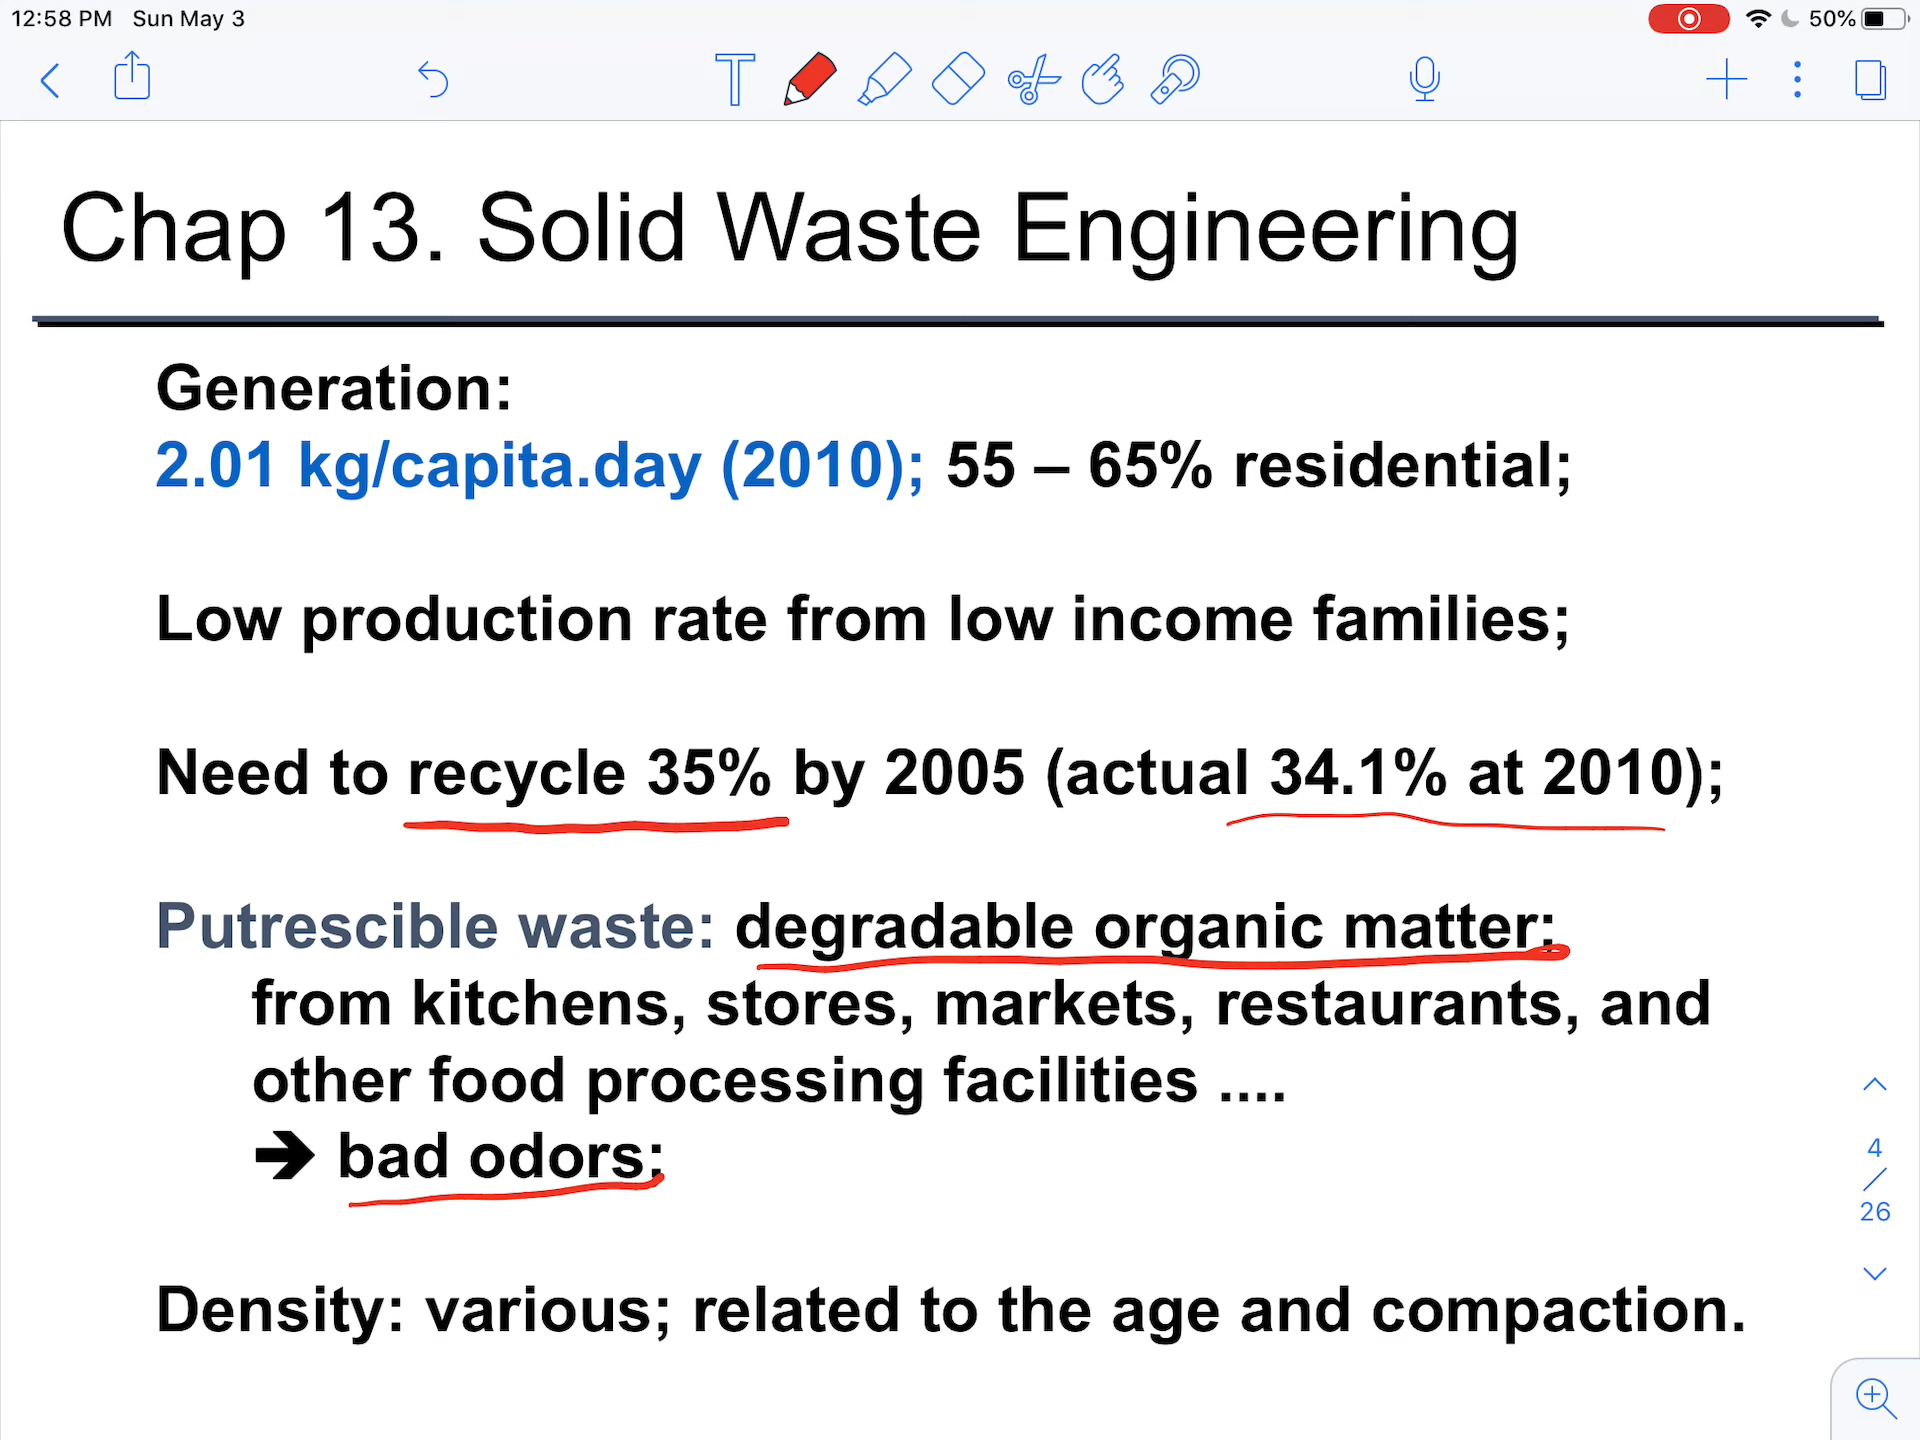 12:58 PM Sun May 3
50%
Chap 13. Solid Waste Engineering
Generation:
2.01 kg/capita.day (2010); 55 – 65% residential;
Low production rate from low income families;
Need to recycle 35% by 2005 (actual 34.1% at 2010);
Putrescible waste: degradable organic matter;
from kitchens, stores, markets, restaurants, and
other food processing facilities ....
➔ bad odors;
Density: various; related to the age and compaction.
4
/
26